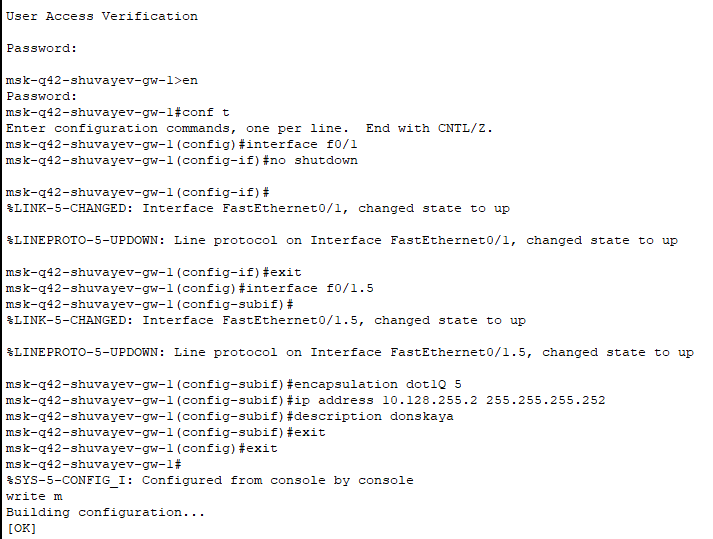 User Access Verification
Password:
msk-q42-shuvayev-gw-1>en
Password:
msk-q42-shuvayev-gw-1#conf t
Enter configuration commands, one per line.  End with CNTL/Z.
msk-q42-shuvayev-gw-1(config)#interface f0/1
msk-q42-shuvayev-gw-1(config-if)#no shutdown
msk-q42-shuvayev-gw-1(config-if)#
%LINK-5-CHANGED: Interface FastEthernet0/1, changed state to up
%LINEPROTO-5-UPDOWN: Line protocol on Interface FastEthernet0/1, changed state to up
msk-q42-shuvayev-gw-1(config-if)#exit
msk-q42-shuvayev-gw-1(config)#interface f0/1.5
msk-q42-shuvayev-gw-1(config-subif)#
%LINK-5-CHANGED: Interface FastEthernet0/1.5, changed state to up
%LINEPROTO-5-UPDOWN: Line protocol on Interface FastEthernet0/1.5, changed state to up
msk-q42-shuvayev-gw-1(config-subif)#encapsulation dot1Q 5
msk-q42-shuvayev-gw-1(config-subif)#ip address 10.128.255.2 255.255.255.252
msk-q42-shuvayev-gw-1(config-subif)#description donskaya
msk-q42-shuvayev-gw-1(config-subif)#exit
msk-q42-shuvayev-gw-1(config)#exit
msk-q42-shuvayev-gw-1#
%SYS-5-CONFIG_I: Configured from console by console
write m
Building configuration...
[OK]